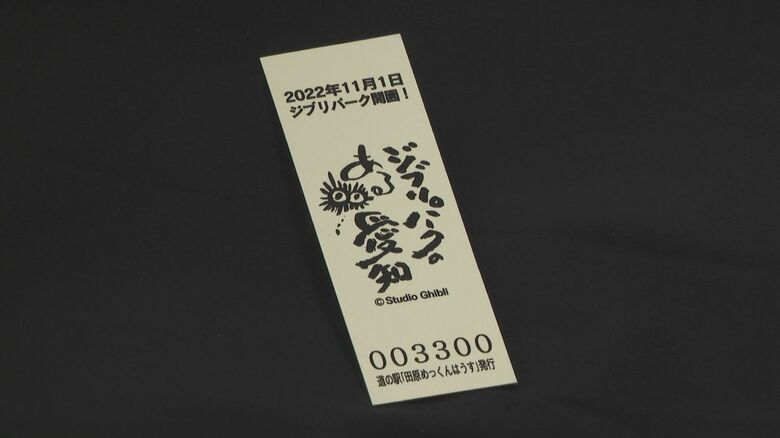 2022年11月1日
ジブリパーク開園！
ジブリパークの
ある愛知
© Studio Ghibli
003300
道の駅「田原めっくんはうす」発行